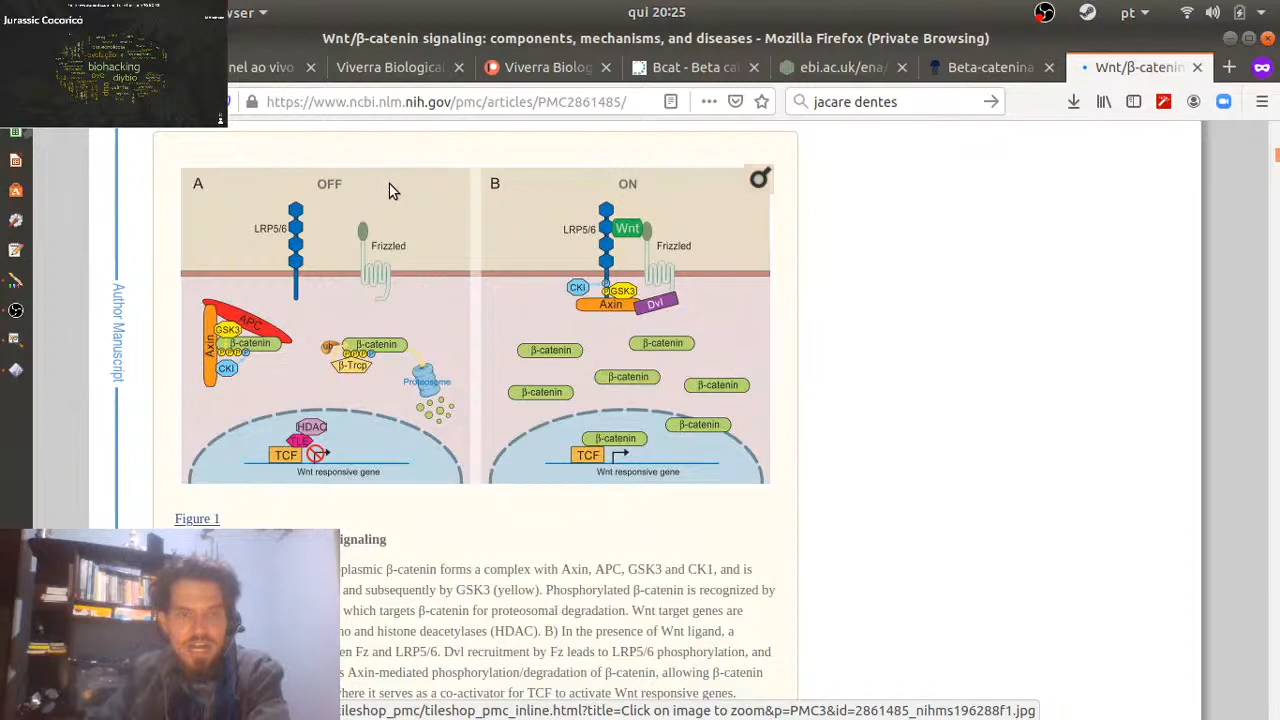 wser
qui 20:25
pt
Jurassic Cacoricó
biohacking
diybio
Wnt/β-catenin signaling: components, mechanisms, and diseases - Mozilla Firefox (Private Browsing)
nel ao vivo
Viverra Biological
Viverra Biolog
Bcat - Beta ca
ebi.ac.uk/ena/
Beta-catenina
Wnt/β-catenin
https://www.ncbi.nlm.nih.gov/pmc/articles/PMC2861485/
jacare dentes
Author Manuscript
A
OFF
LRP5/6
Frizzled
APC
GSK3
Axin
β-catenin
P P P P
CKI
ub
β-catenin
P P P P
β-Trcp
Proteosome
HDAC
TLE
TCF
Wnt responsive gene
B
ON
LRP5/6
Wnt
Frizzled
CKI
P
P
GSK3
Axin
Dvl
β-catenin
β-catenin
β-catenin
β-catenin
β-catenin
β-catenin
β-catenin
TCF
Wnt responsive gene
Figure 1
ignaling
plasmic β-catenin forms a complex with Axin, APC, GSK3 and CK1, and is
and subsequently by GSK3 (yellow). Phosphorylated β-catenin is recognized by
which targets β-catenin for proteosomal degradation. Wnt target genes are
no and histone deacetylases (HDAC). B) In the presence of Wnt ligand, a
en Fz and LRP5/6. Dvl recruitment by Fz leads to LRP5/6 phosphorylation, and
s Axin-mediated phosphorylation/degradation of β-catenin, allowing β-catenin
here it serves as a co-activator for TCF to activate Wnt responsive genes.
tileshop_pmc/tileshop_pmc_inline.html?title=Click on image to zoom&p=PMC3&id=2861485_nihms196288f1.jpg